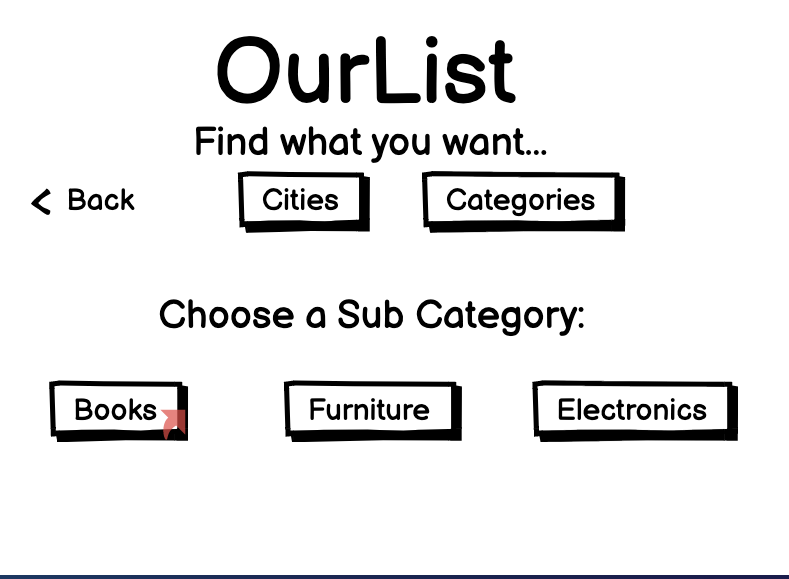 OurList
Find what you want...
Back
Cities
Categories
Choose a Sub Category:
Books
Furniture
Electronics